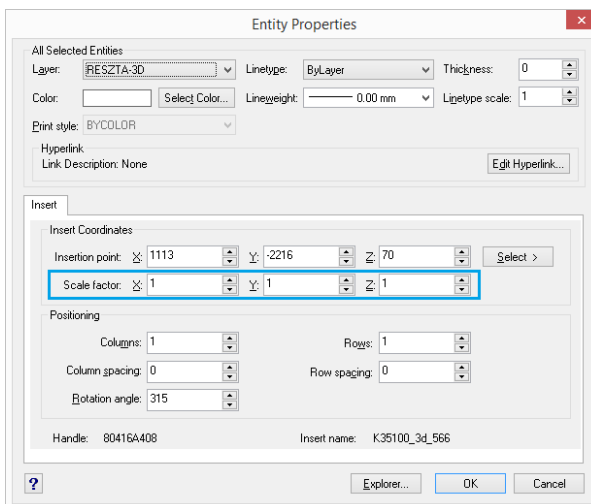 Entity Properties
All Selected Entities
Layer: RESZTA-3D Linetype: ByLayer Thickness: 0
Color: Select Color... Lineweight: 0.00 mm Linetype scale: 1
Print style: BYCOLOR
Hyperlink
Link Description: None Edit Hyperlink...
Insert
Insert Coordinates
Insertion point: X: 1113 Y: -2216 Z: 70 Select >
Scale factor: X: 1 Y: 1 Z: 1
Positioning
Columns: 1 Rows: 1
Column spacing: 0 Row spacing: 0
Rotation angle: 315
Handle: 80416A408 Insert name: K35100_3d_566
? Explorer... OK Cancel